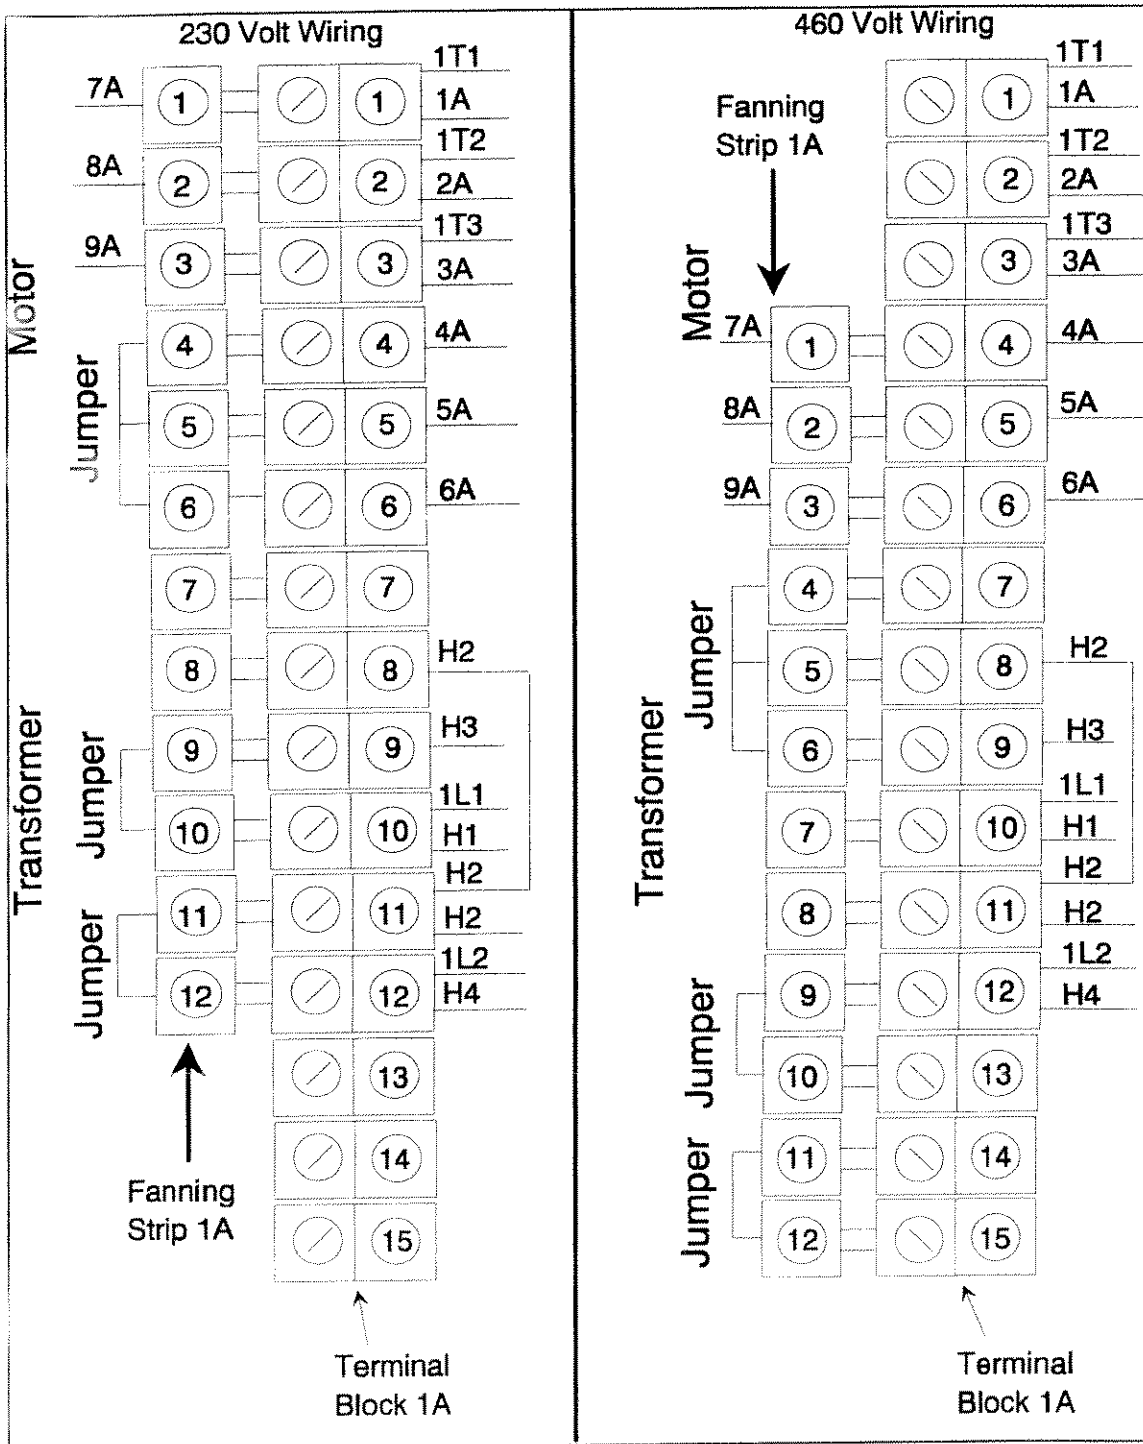 230 Volt Wiring
7A 1 1 1T1
1A
8A 2 2 1T2
2A
9A 3 3 1T3
3A
Motor
4 4 4A
Jumper
5 5 5A
6 6 6A
7 7
8 8 H2
Transformer
Jumper
9 9 H3
10 10 1L1
H1
Jumper
11 11 H2
H2
12 12 1L2
H4
13
14
15
Fanning
Strip 1A
Terminal
Block 1A
460 Volt Wiring
Fanning
Strip 1A
1 1T1
1A
2 1T2
2A
3 1T3
3A
Motor
7A 1 4 4A
8A 2 5 5A
9A 3 6 6A
Jumper
4 7
5 8 H2
6 9 H3
Transformer
7 10 1L1
H1
8 11 H2
H2
Jumper
9 12 1L2
H4
10 13
Jumper
11 14
12 15
Terminal
Block 1A